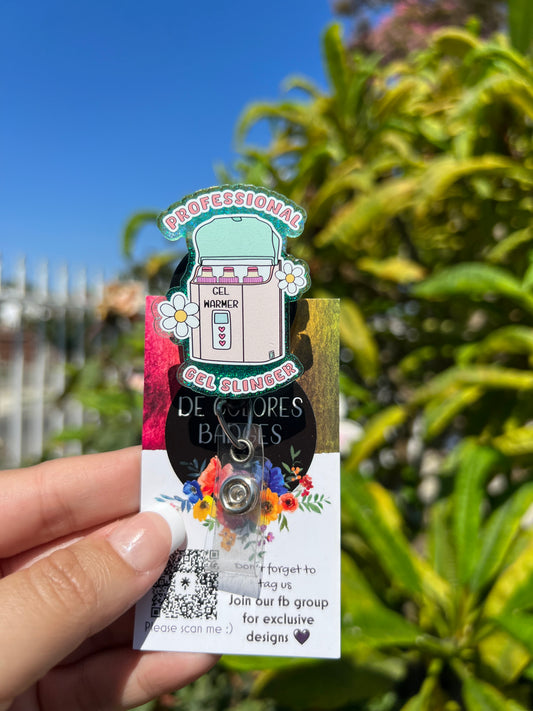 PROFESSIONAL
GEL
WARMER
GEL SLINGER
DE COLORES
BADGES
Don't forget to
tag us
Join our fb group
for exclusive
designs 🖤
Please scan me :)